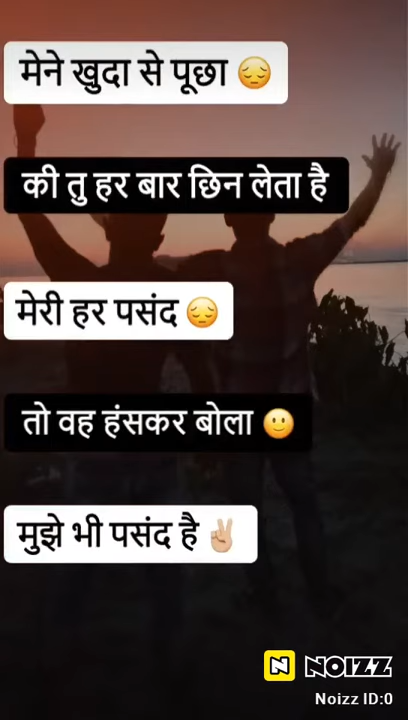 मेने खुदा से पूछा 😔
की तु हर बार छिन लेता है
मेरी हर पसंद 😔
तो वह हंसकर बोला 🙂
मुझे भी पसंद है ✌🏼
N NOIZZ
Noizz ID:0